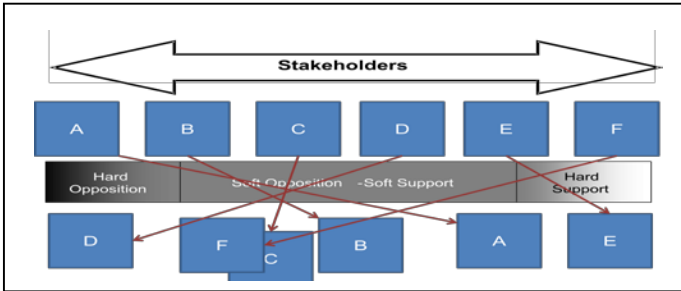 Stakeholders
A B C D E F
Hard Opposition
Soft Opposition -Soft Support
Hard Support
D F C B A E